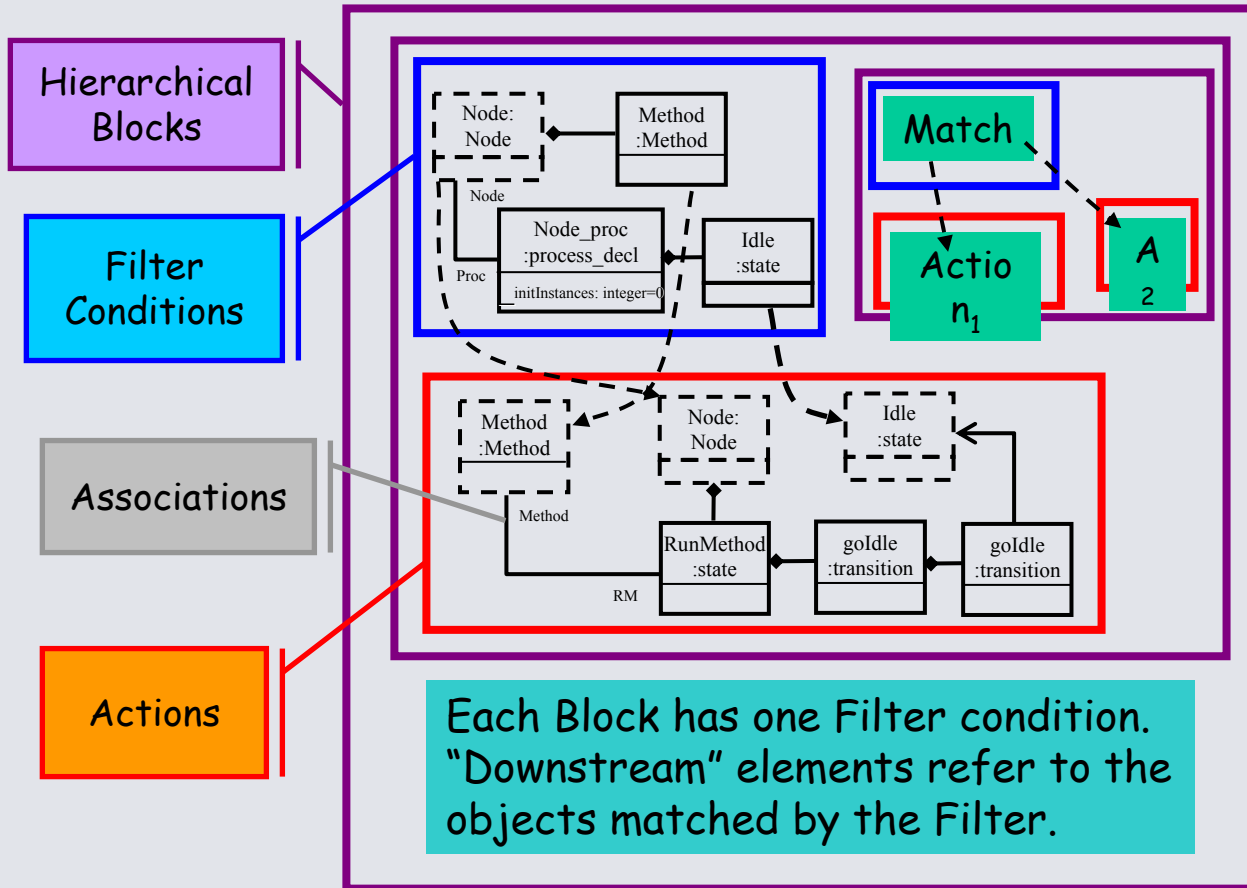 Hierarchical
Blocks
Filter
Conditions
Associations
Actions
Node:
Node
Method
:Method
Node
Node_proc
:process_decl
Proc
_initInstances: integer=0
Idle
:state
Match
Actio
n1
A
2
Method
:Method
Node:
Node
Idle
:state
Method
RunMethod
:state
RM
goIdle
:transition
goIdle
:transition
Each Block has one Filter condition.
“Downstream” elements refer to the
objects matched by the Filter.